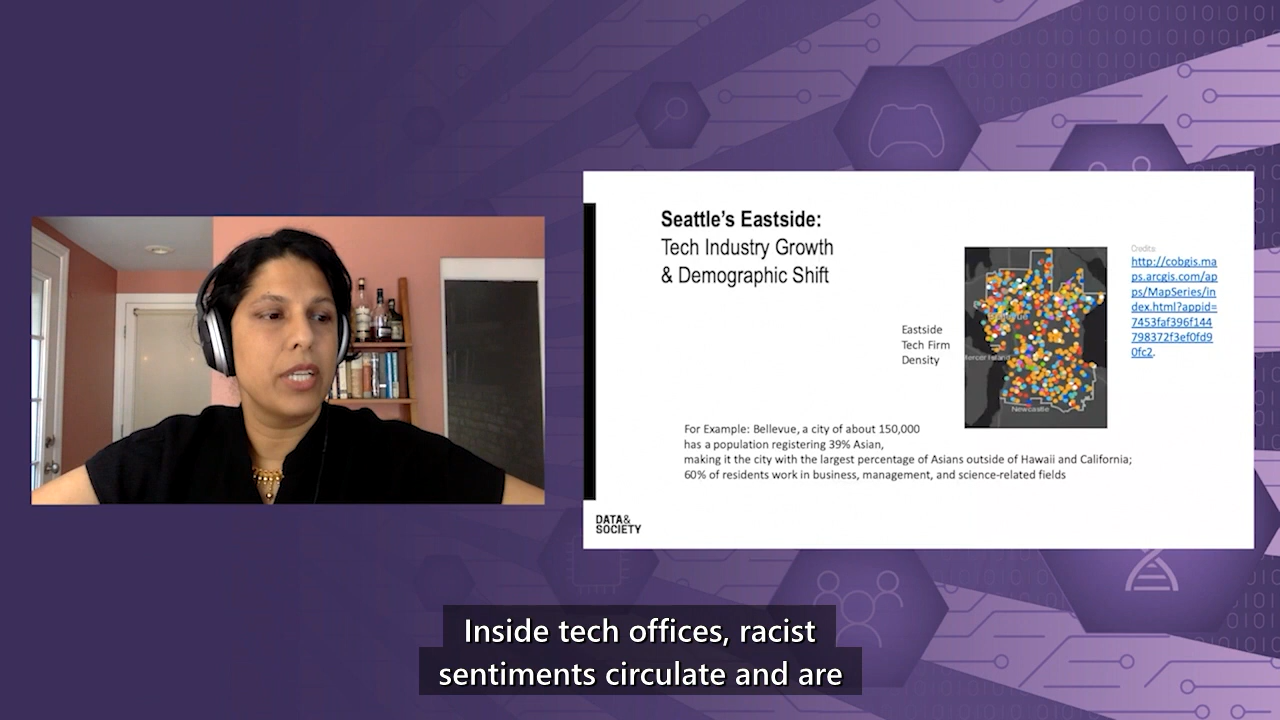 Seattle's Eastside:
Tech Industry Growth
& Demographic Shift
Eastside
Tech Firm
Density
Bellevue
Mercer Island
Newcastle
Credits:
http://cobgis.ma
ps.arcgis.com/ap
ps/MapSeries/in
dex.html?appid=
7453faf396f144
798372f3ef0fd9
0fc2.
For Example: Bellevue, a city of about 150,000
has a population registering 39% Asian,
making it the city with the largest percentage of Asians outside of Hawaii and California;
60% of residents work in business, management, and science-related fields
DATA&
SOCIETY
Inside tech offices, racist
sentiments circulate and are